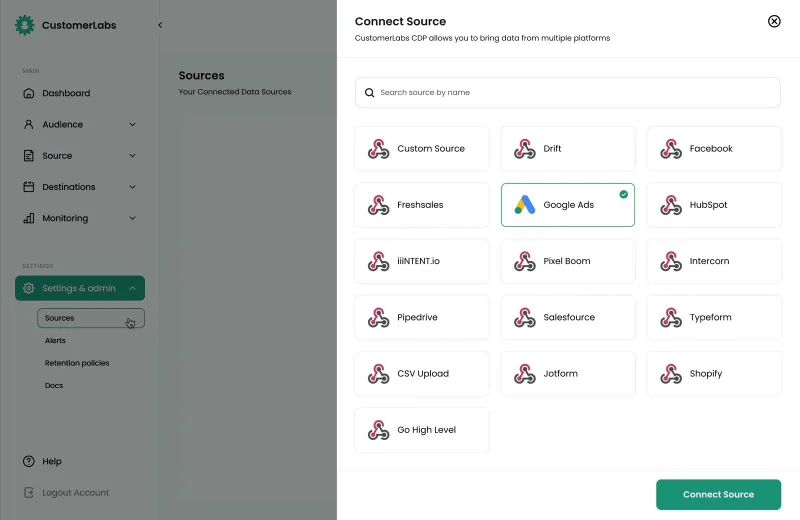 CustomerLabs
MAIN
Dashboard
Audience
Source
Destinations
Monitoring
SETTINGS
Settings & admin
Sources
Alerts
Retention policies
Docs
Help
Logout Account
Sources
Your Connected Data Sources
Connect Source
CustomerLabs CDP allows you to bring data from multiple platforms
Search source by name
Custom Source
Drift
Facebook
Freshsales
Google Ads
HubSpot
iiiNTENT.io
Pixel Boom
Intercorn
Pipedrive
Salesfource
Typeform
CSV Upload
Jotform
Shopify
Go High Level
Connect Source